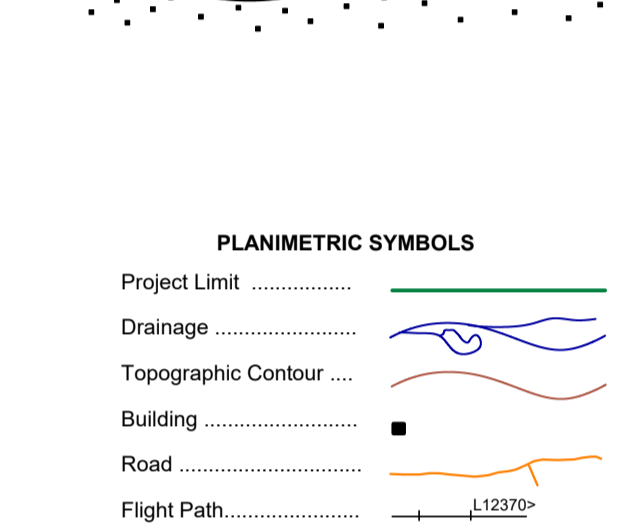 PLANIMETRIC SYMBOLS
Project Limit .................
Drainage ........................
Topographic Contour ....
Building ..........................
Road ...............................
Flight Path....................... L12370>